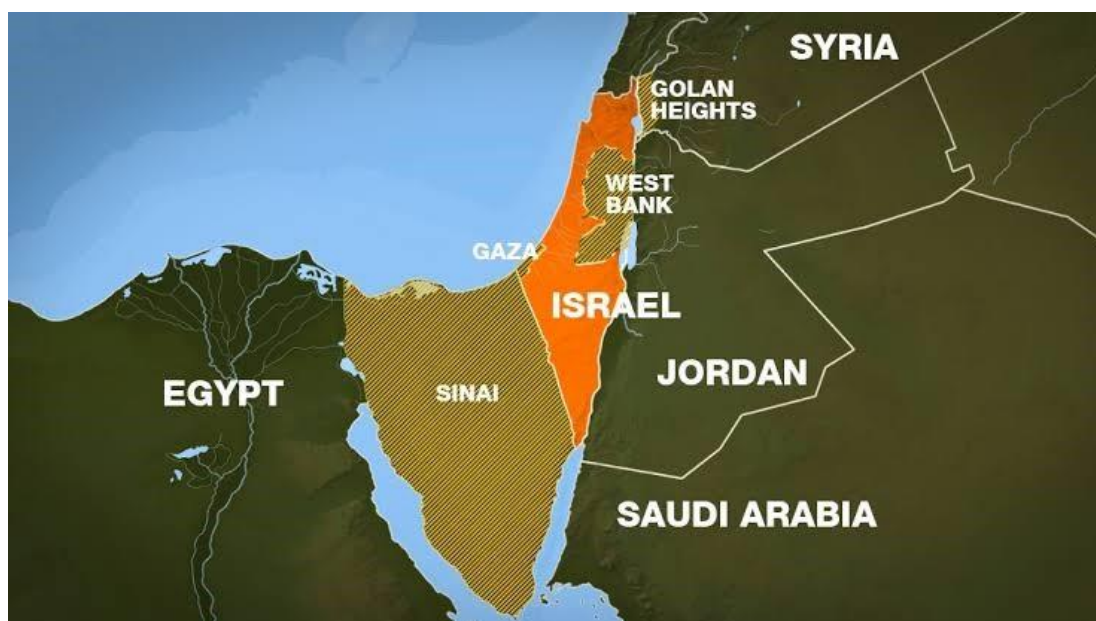 SYRIA
GOLAN
HEIGHTS
WEST
BANK
GAZA
ISRAEL
JORDAN
EGYPT
SINAI
SAUDI ARABIA